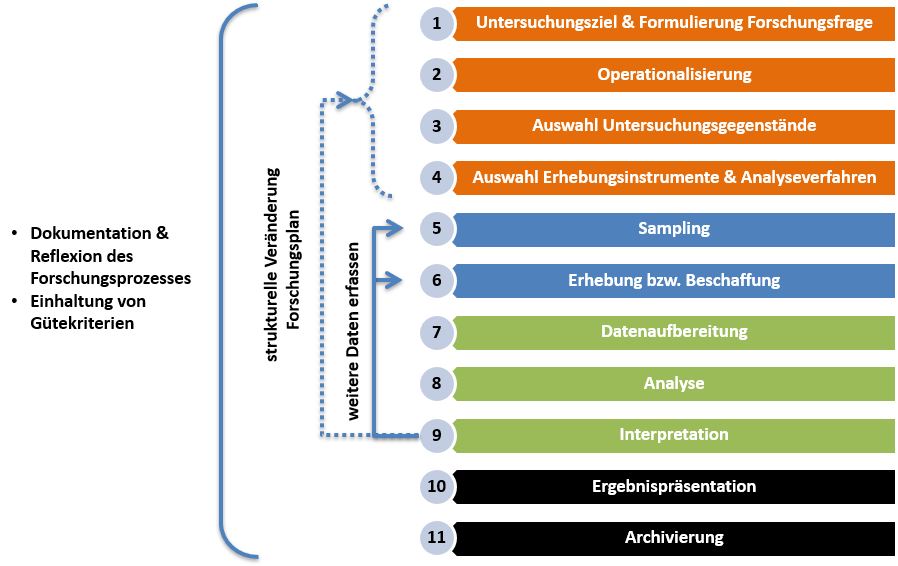 • Dokumentation &
Reflexion des
Forschungsprozesses
• Einhaltung von
Gütekriterien
strukturelle Veränderung
Forschungsplan
weitere Daten erfassen
1 Untersuchungsziel & Formulierung Forschungsfrage
2 Operationalisierung
3 Auswahl Untersuchungsgegenstände
4 Auswahl Erhebungsinstrumente & Analyseverfahren
5 Sampling
6 Erhebung bzw. Beschaffung
7 Datenaufbereitung
8 Analyse
9 Interpretation
10 Ergebnispräsentation
11 Archivierung